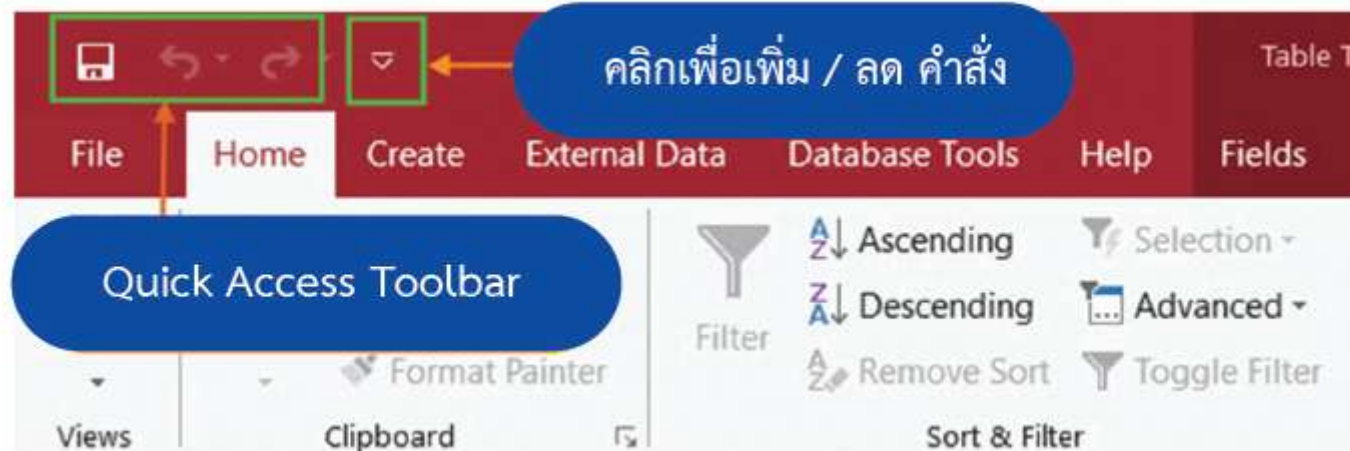 คลิกเพื่อเพิ่ม / ลด คำสั่ง
Table T
File Home Create External Data Database Tools Help Fields
Quick Access Toolbar
Filter
Ascending
Descending
Remove Sort
Selection
Advanced
Toggle Filter
Format Painter
Views Clipboard Sort & Filter